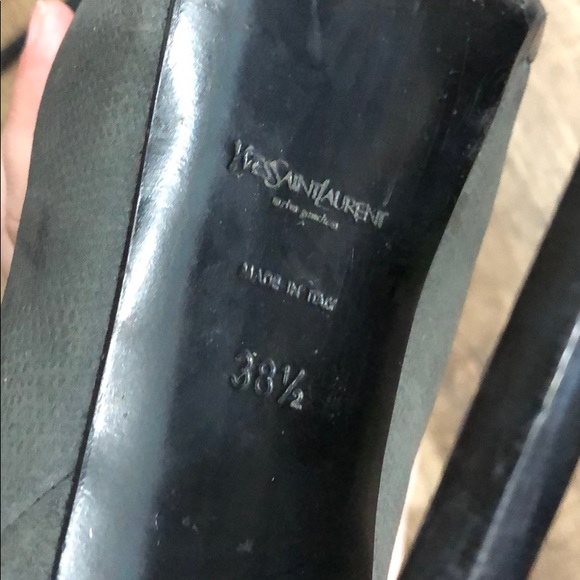 YVESSAINTLAURENT
rive gauche
MADE IN ITALY
38½